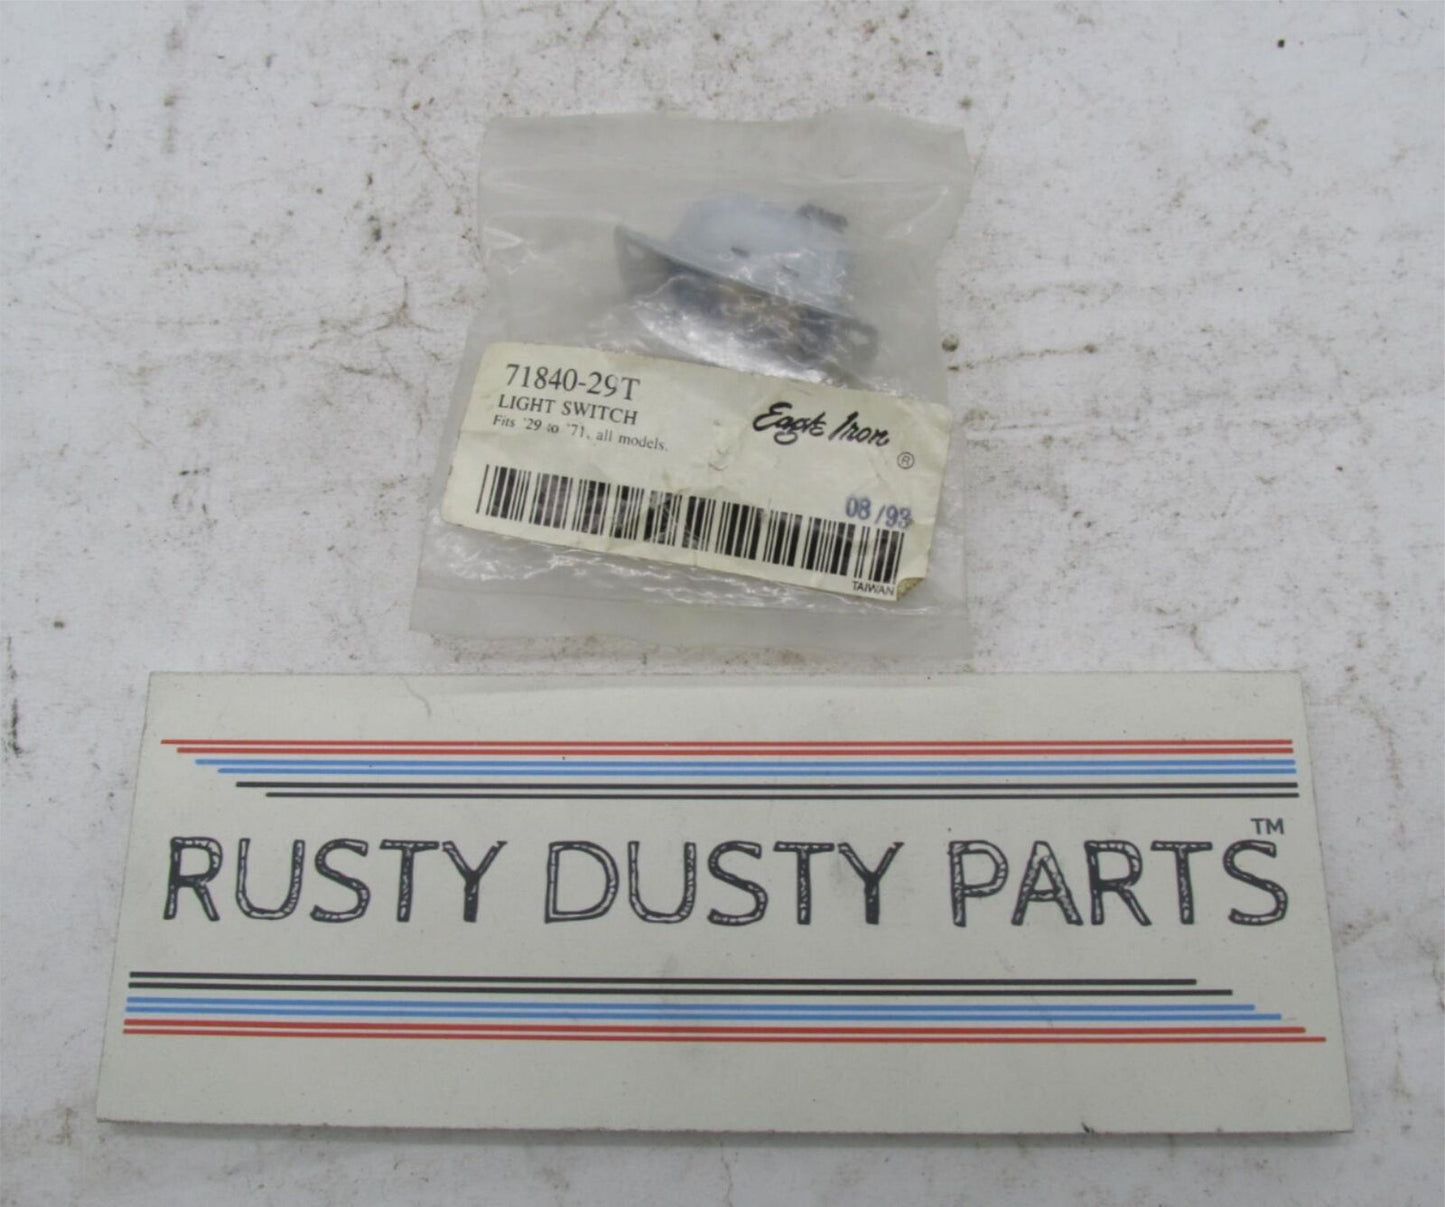 71840-29T
LIGHT SWITCH
Fits '29 to '71, all models.
Eagle Iron ®
08/93
TAIWAN
RUSTY DUSTY PARTS™